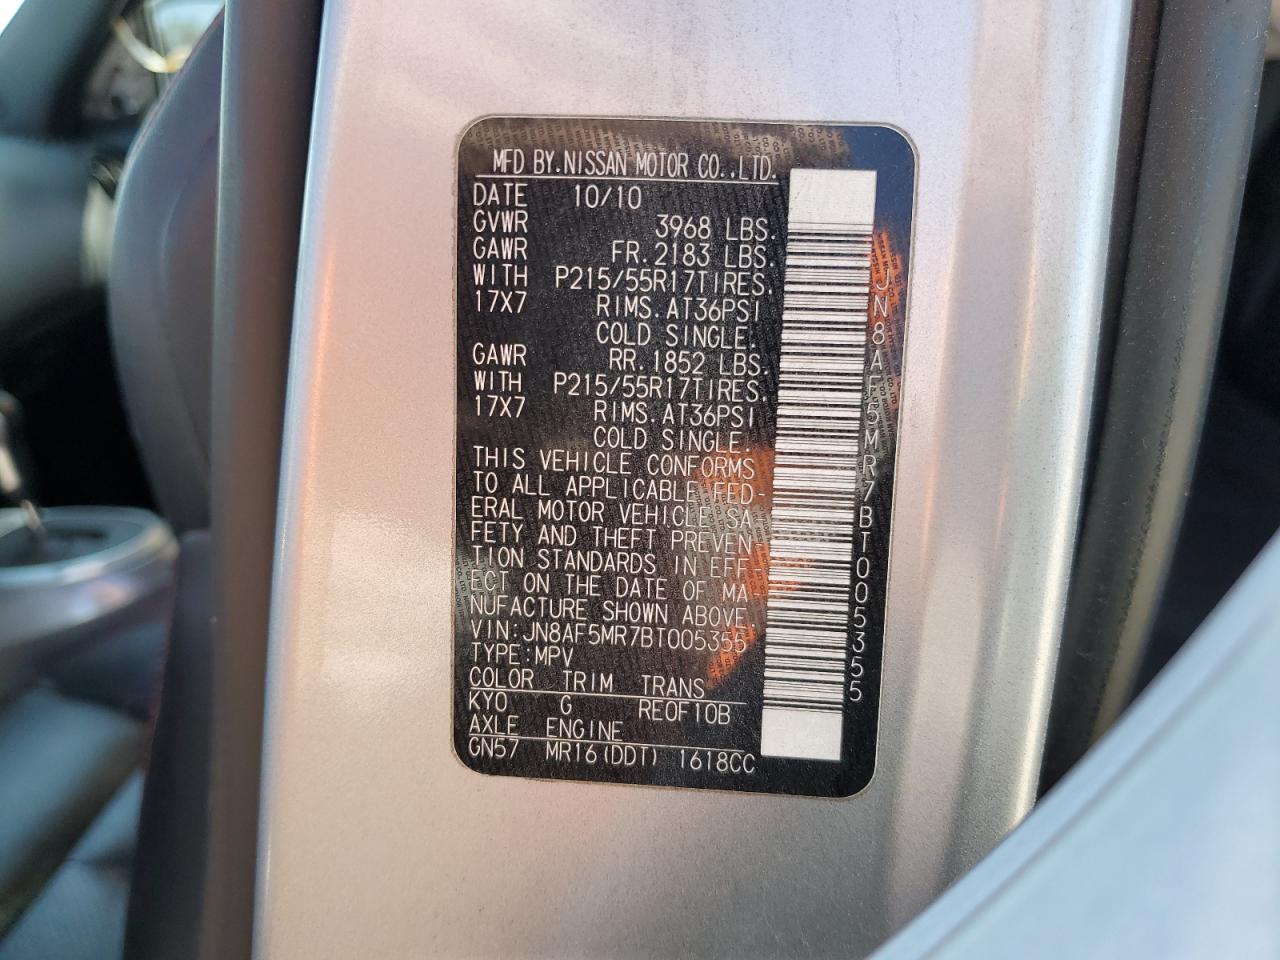 MFD BY.NISSAN MOTOR CO.,LTD.
DATE 10/10
GVWR 3968 LBS.
GAWR FR.2183 LBS.
WITH P215/55R17TIRES.
17X7 RIMS.AT36PSI
COLD SINGLE.
GAWR RR.1852 LBS.
WITH P215/55R17TIRES
17X7 RIMS.AT36PSI
COLD SINGLE.
THIS VEHICLE CONFORMS
TO ALL APPLICABLE FED-
ERAL MOTOR VEHICLE SA-
FETY AND THEFT PREVEN-
TION STANDARDS IN EFF-
ECT ON THE DATE OF MA-
NUFACTURE SHOWN ABOVE.
VIN:JN8AF5MR7BT005355
TYPE:MPV
COLOR TRIM TRANS
KY0 G RE0F10B
AXLE ENGINE
GN57 MR16(DDT) 1618CC
JN8AF5MR7BT005355